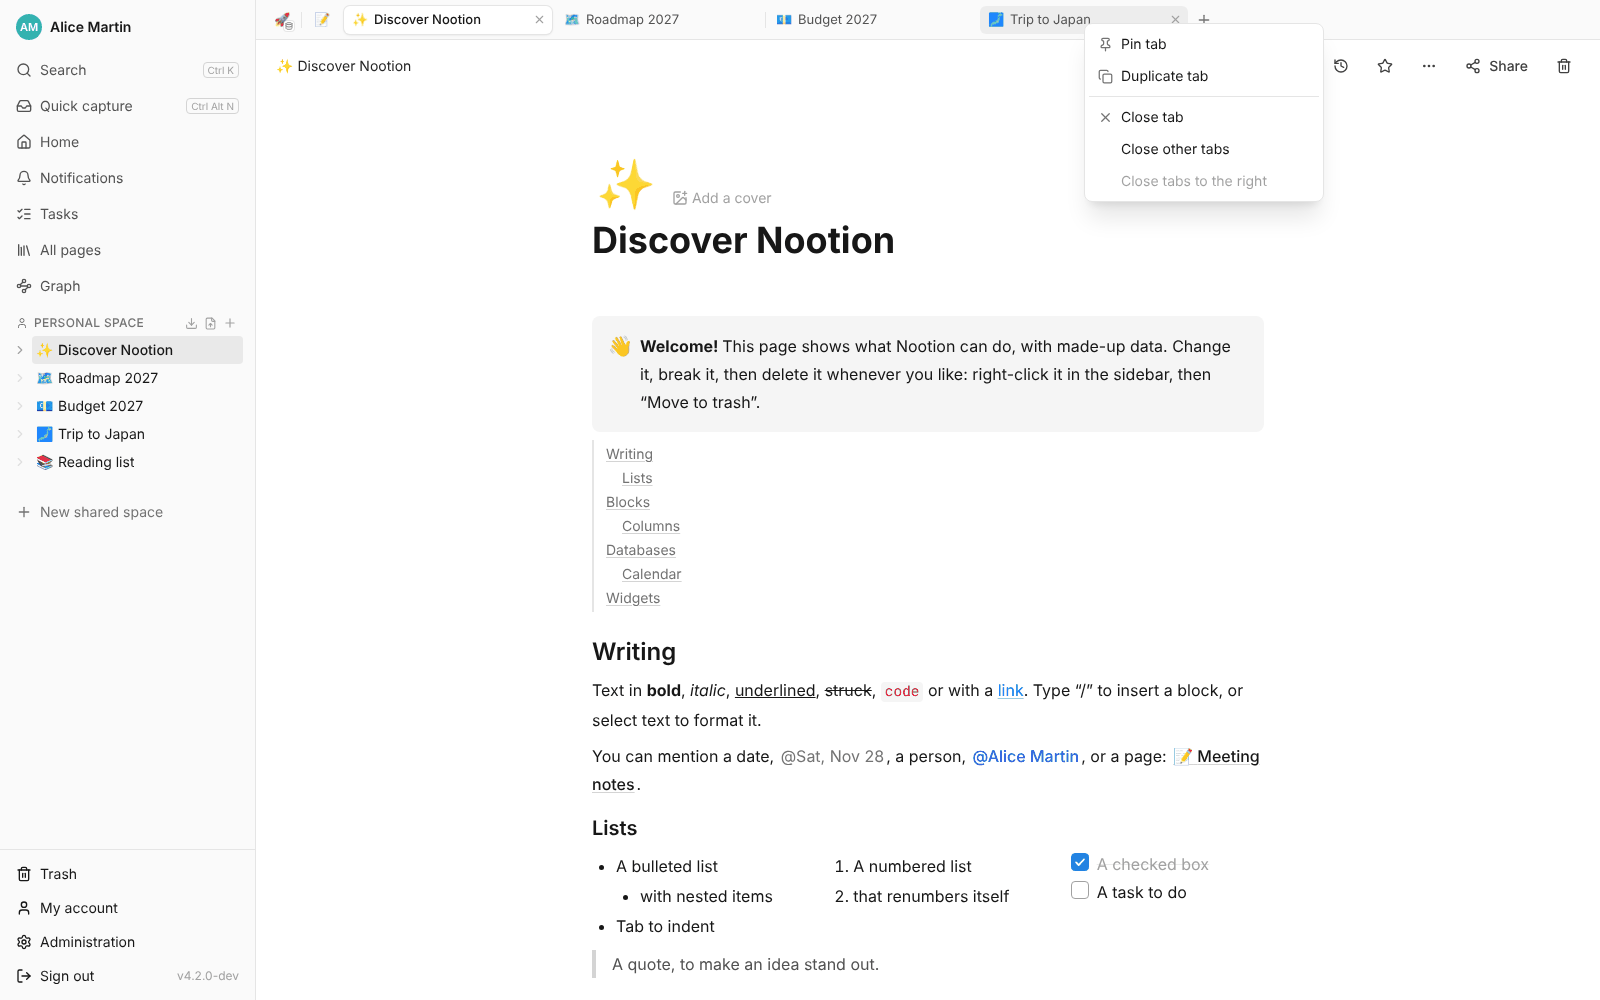 AM Alice Martin
Search Ctrl K
Quick capture Ctrl Alt N
Home
Notifications
Tasks
All pages
Graph
PERSONAL SPACE
Discover Nootion
Roadmap 2027
Budget 2027
Trip to Japan
Reading list
New shared space
Trash
My account
Administration
Sign out v4.2.0-dev
Discover Nootion Roadmap 2027 Budget 2027 Trip to Japan
Discover Nootion
Share
Pin tab
Duplicate tab
Close tab
Close other tabs
Close tabs to the right
Add a cover
Discover Nootion
Welcome! This page shows what Nootion can do, with made-up data. Change
it, break it, then delete it whenever you like: right-click it in the sidebar, then
“Move to trash”.
Writing
Lists
Blocks
Columns
Databases
Calendar
Widgets
Writing
Text in bold, italic, underlined, struck, code or with a link. Type “/” to insert a block, or
select text to format it.
You can mention a date, @Sat, Nov 28, a person, @Alice Martin, or a page: Meeting
notes.
Lists
• A bulleted list
• with nested items
• Tab to indent
1. A numbered list
2. that renumbers itself
A checked box
A task to do
A quote, to make an idea stand out.